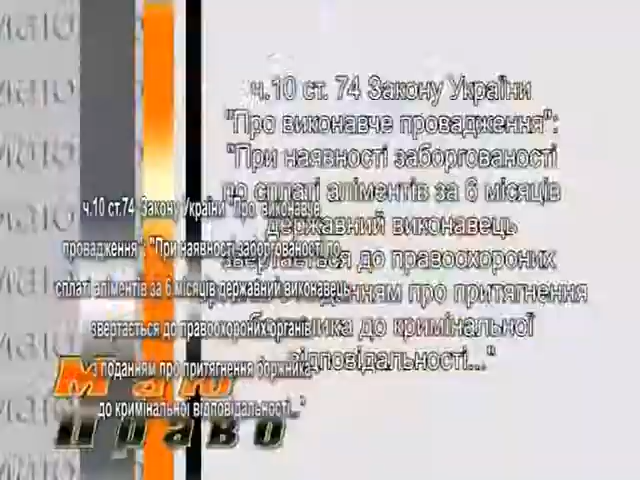 ч.10 ст. 74 Закону України
"Про виконавче провадження":
"При наявності заборгованості
по сплаті аліментів за 6 місяців
державний виконавець
звертається до правоохороних
поданням про притягнення
боржника до кримінальної
відповідальності..."
ч.10 ст.74 Закону України "Про виконавче
провадження": "При наявності заборгованості по
сплаті аліментів за 6 місяців державний виконавець
звертається до правоохороних органів
з поданням про притягнення боржника
до кримінальної відповідальності..."
Маю
право